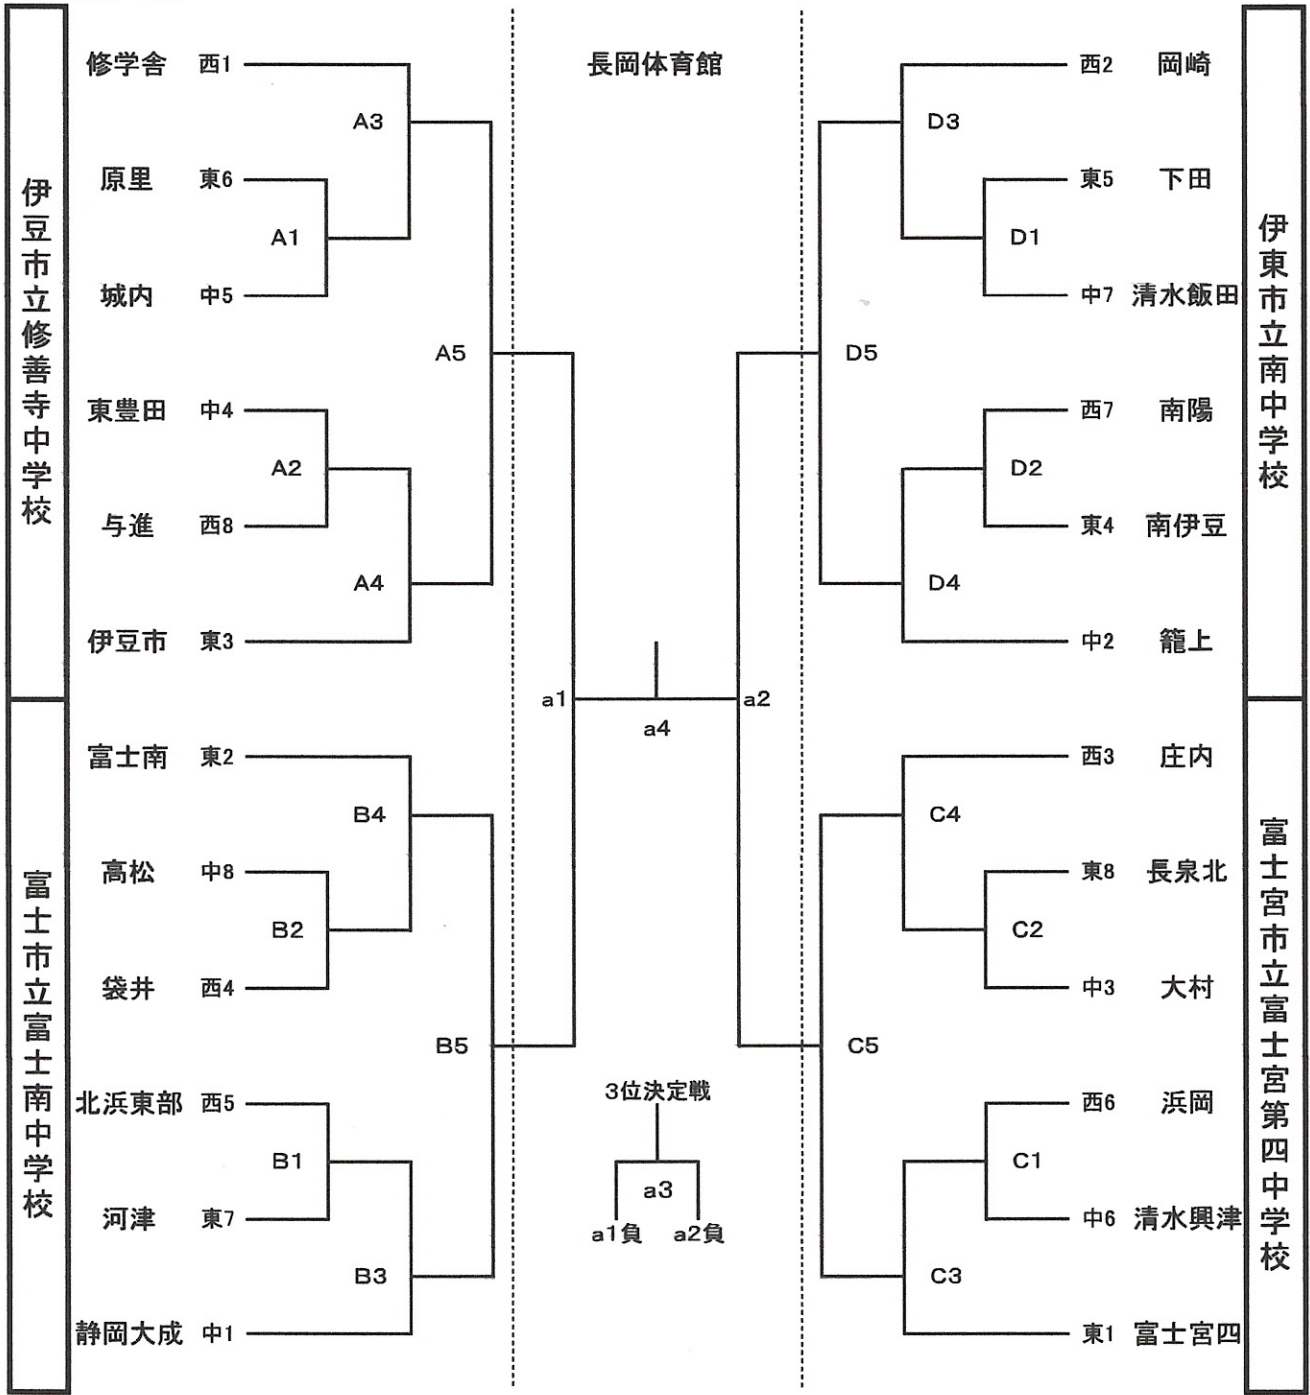 伊豆市立修善寺中学校
富士市立富士南中学校
修学舎 西1
A3
原里 東6
A1
城内 中5
A5
東豊田 中4
A2
与進 西8
A4
伊豆市 東3
富士南 東2
B4
高松 中8
B2
袋井 西4
B5
北浜東部 西5
B1
河津 東7
B3
静岡大成 中1
長岡体育館
a1
a4
a2
3位決定戦
a3
a1負 a2負
西2 岡崎
D3
東5 下田
D1
中7 清水飯田
D5
西7 南陽
D2
東4 南伊豆
D4
中2 籠上
西3 庄内
C4
東8 長泉北
C2
中3 大村
C5
西6 浜岡
C1
中6 清水興津
C3
東1 富士宮四
伊東市立南中学校
富士宮市立富士宮第四中学校